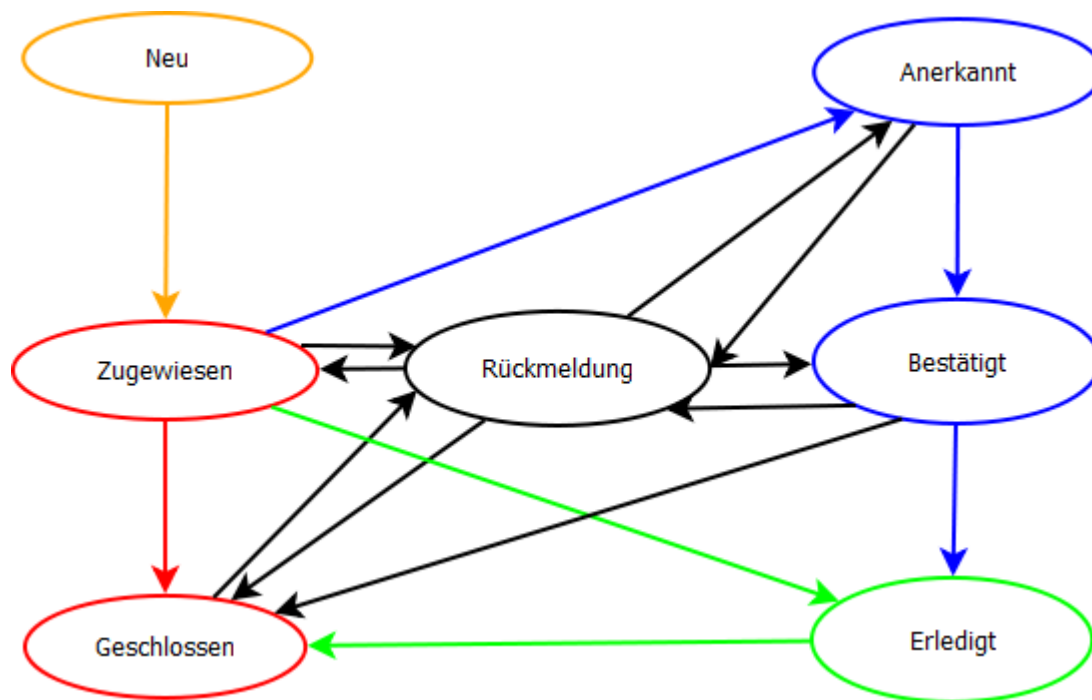 Neu
Anerkannt
Zugewiesen
Rückmeldung
Bestätigt
Geschlossen
Erledigt